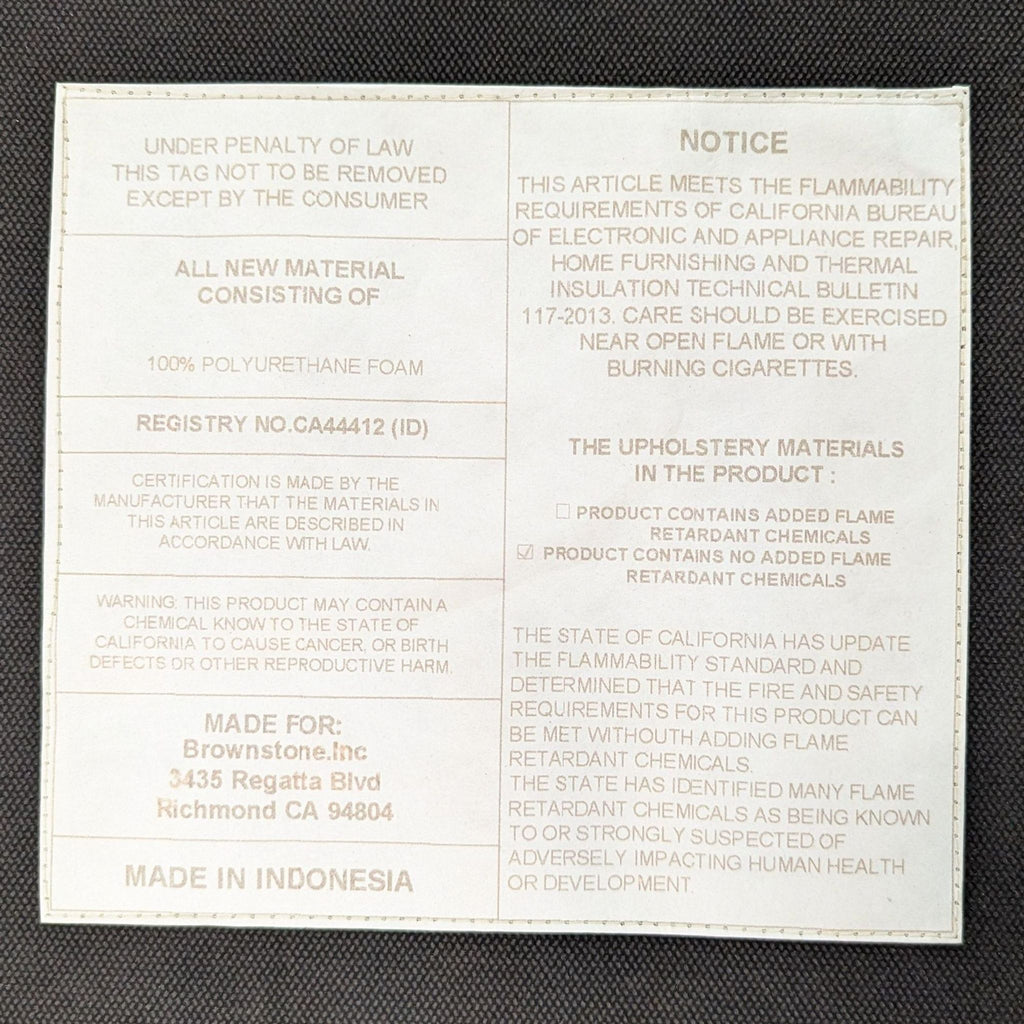 UNDER PENALTY OF LAW
THIS TAG NOT TO BE REMOVED
EXCEPT BY THE CONSUMER
ALL NEW MATERIAL
CONSISTING OF
100% POLYURETHANE FOAM
REGISTRY NO.CA44412 (ID)
CERTIFICATION IS MADE BY THE
MANUFACTURER THAT THE MATERIALS IN
THIS ARTICLE ARE DESCRIBED IN
ACCORDANCE WITH LAW.
WARNING: THIS PRODUCT MAY CONTAIN A
CHEMICAL KNOW TO THE STATE OF
CALIFORNIA TO CAUSE CANCER, OR BIRTH
DEFECTS OR OTHER REPRODUCTIVE HARM.
MADE FOR:
Brownstone.Inc
3435 Regatta Blvd
Richmond CA 94804
MADE IN INDONESIA
NOTICE
THIS ARTICLE MEETS THE FLAMMABILITY
REQUIREMENTS OF CALIFORNIA BUREAU
OF ELECTRONIC AND APPLIANCE REPAIR,
HOME FURNISHING AND THERMAL
INSULATION TECHNICAL BULLETIN
117-2013. CARE SHOULD BE EXERCISED
NEAR OPEN FLAME OR WITH
BURNING CIGARETTES.
THE UPHOLSTERY MATERIALS
IN THE PRODUCT :
☐ PRODUCT CONTAINS ADDED FLAME
RETARDANT CHEMICALS
☑ PRODUCT CONTAINS NO ADDED FLAME
RETARDANT CHEMICALS
THE STATE OF CALIFORNIA HAS UPDATE
THE FLAMMABILITY STANDARD AND
DETERMINED THAT THE FIRE AND SAFETY
REQUIREMENTS FOR THIS PRODUCT CAN
BE MET WITHOUTH ADDING FLAME
RETARDANT CHEMICALS.
THE STATE HAS IDENTIFIED MANY FLAME
RETARDANT CHEMICALS AS BEING KNOWN
TO OR STRONGLY SUSPECTED OF
ADVERSELY IMPACTING HUMAN HEALTH
OR DEVELOPMENT.